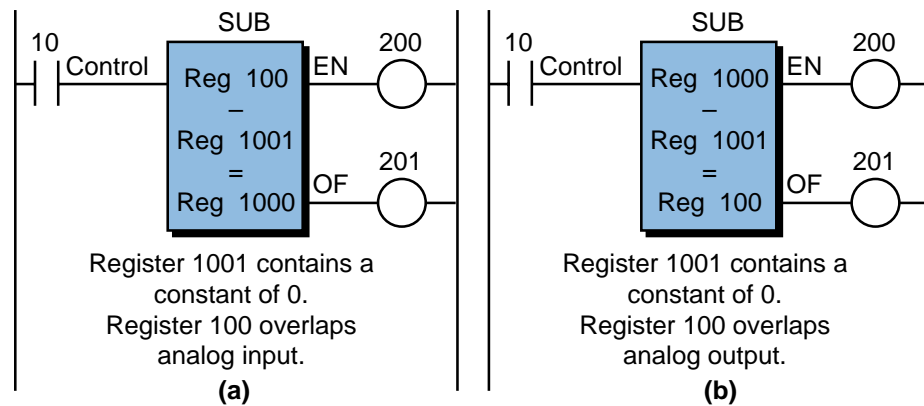 SUB
10
Control
Reg 100
–
Reg 1001
=
Reg 1000
EN
200
OF
201
Register 1001 contains a
constant of 0.
Register 100 overlaps
analog input.
(a)
SUB
10
Control
Reg 1000
–
Reg 1001
=
Reg 100
EN
200
OF
201
Register 1001 contains a
constant of 0.
Register 100 overlaps
analog output.
(b)